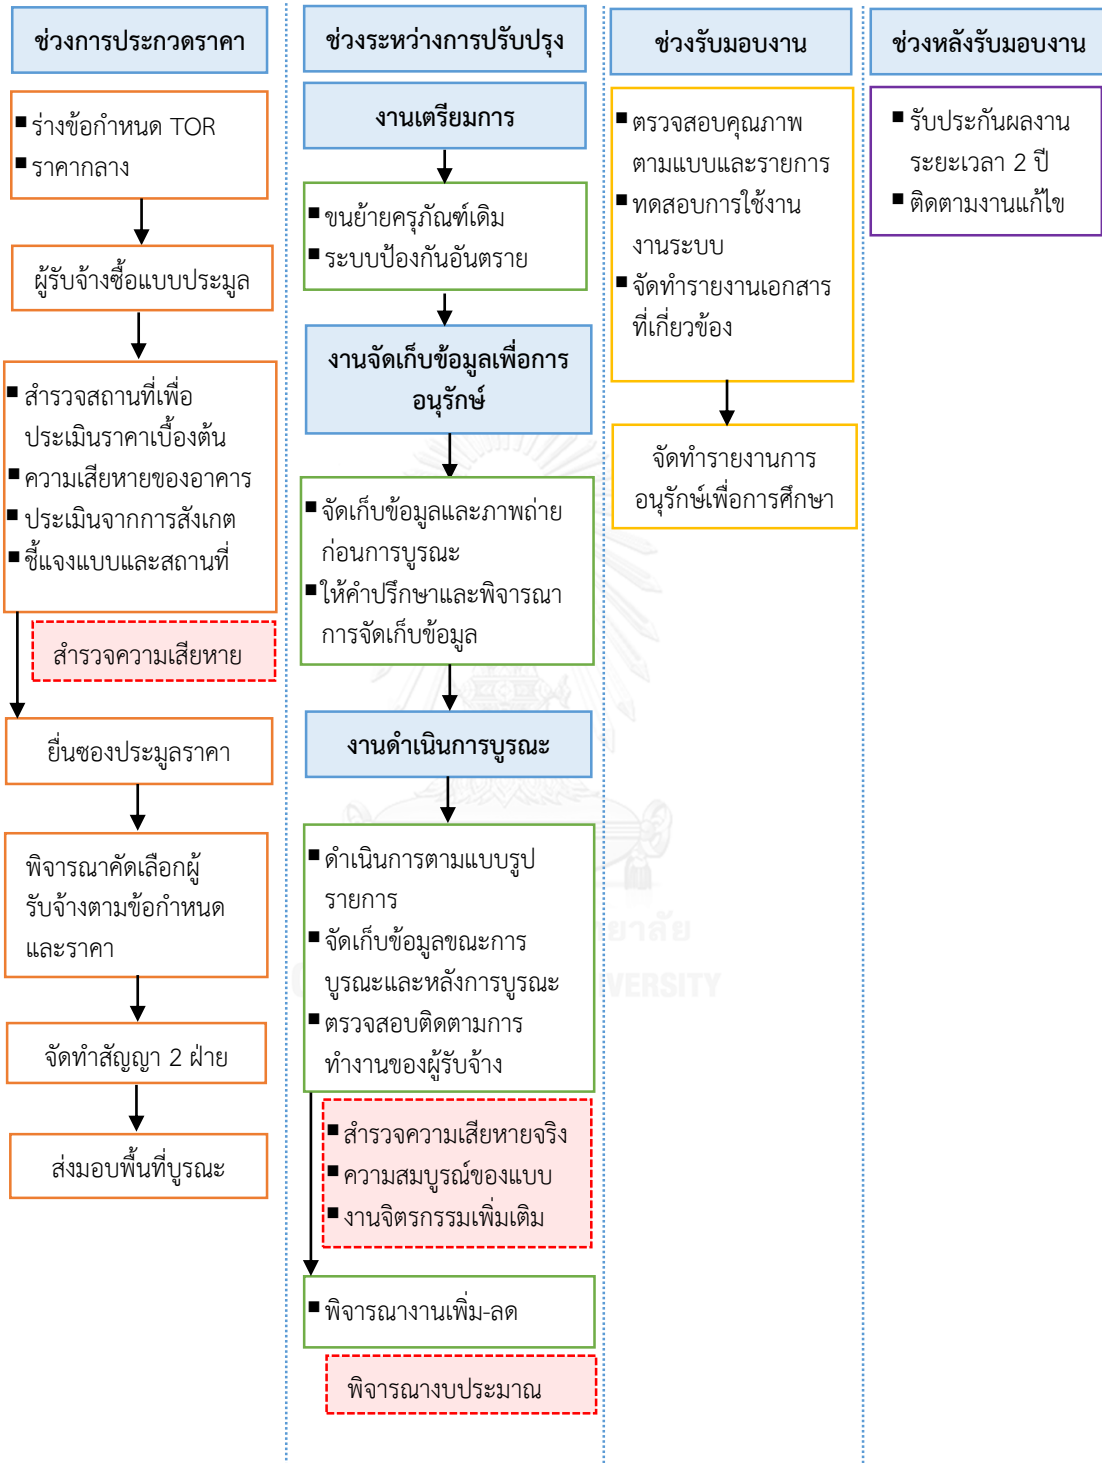 ช่วงการประกวดราคา
■ ร่างข้อกำหนด TOR
■ ราคากลาง
ผู้รับจ้างซื้อแบบประมูล
■ สำรวจสถานที่เพื่อ
ประเมินราคาเบื้องต้น
■ ความเสียหายของอาคาร
■ ประเมินจากการสังเกต
■ ชี้แจงแบบและสถานที่
สำรวจความเสียหาย
ยื่นซองประมูลราคา
พิจารณาคัดเลือกผู้
รับจ้างตามข้อกำหนด
และราคา
จัดทำสัญญา 2 ฝ่าย
ส่งมอบพื้นที่บูรณะ
ช่วงระหว่างการปรับปรุง
งานเตรียมการ
■ ขนย้ายครุภัณฑ์เดิม
■ ระบบป้องกันอันตราย
งานจัดเก็บข้อมูลเพื่อการ
อนุรักษ์
■ จัดเก็บข้อมูลและภาพถ่าย
ก่อนการบูรณะ
■ ให้คำปรึกษาและพิจารณา
การจัดเก็บข้อมูล
งานดำเนินการบูรณะ
■ ดำเนินการตามแบบรูป
รายการ
■ จัดเก็บข้อมูลขณะการ
บูรณะและหลังการบูรณะ
■ ตรวจสอบติดตามการ
ทำงานของผู้รับจ้าง
■ สำรวจความเสียหายจริง
■ ความสมบูรณ์ของแบบ
■ งานจิตรกรรมเพิ่มเติม
■ พิจารณางานเพิ่ม-ลด
พิจารณางบประมาณ
ช่วงรับมอบงาน
■ ตรวจสอบคุณภาพ
ตามแบบและรายการ
■ ทดสอบการใช้งาน
งานระบบ
■ จัดทำรายงานเอกสาร
ที่เกี่ยวข้อง
จัดทำรายงานการ
อนุรักษ์เพื่อการศึกษา
ช่วงหลังรับมอบงาน
■ รับประกันผลงาน
ระยะเวลา 2 ปี
■ ติดตามงานแก้ไข